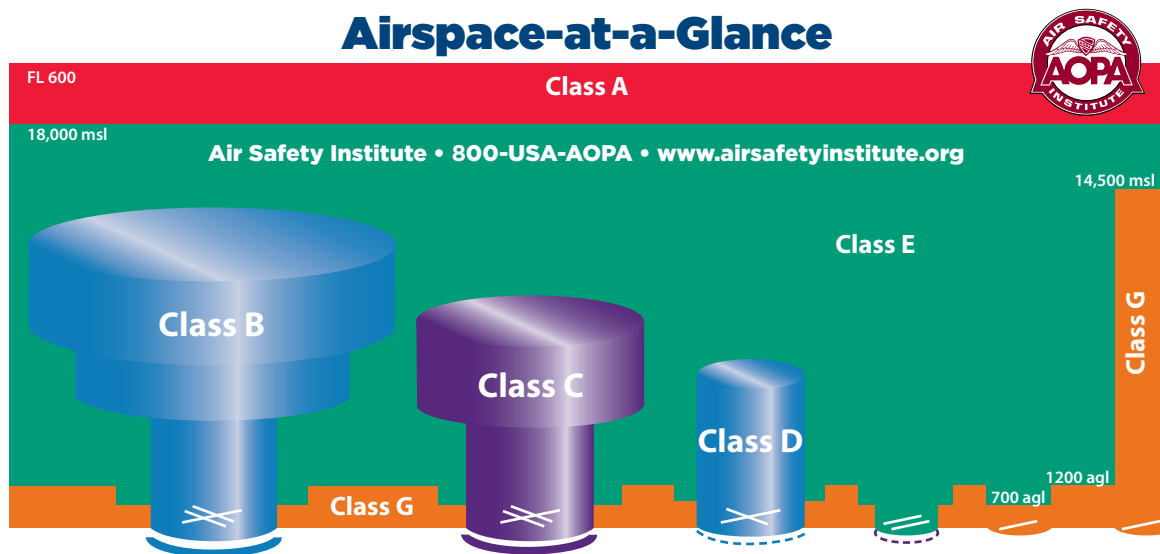 Airspace-at-a-Glance
AIR SAFETY
AOPA
INSTITUTE
FL 600
Class A
18,000 msl
Air Safety Institute • 800-USA-AOPA • www.airsafetyinstitute.org
14,500 msl
Class E
Class B
Class G
Class C
Class D
1200 agl
700 agl
Class G